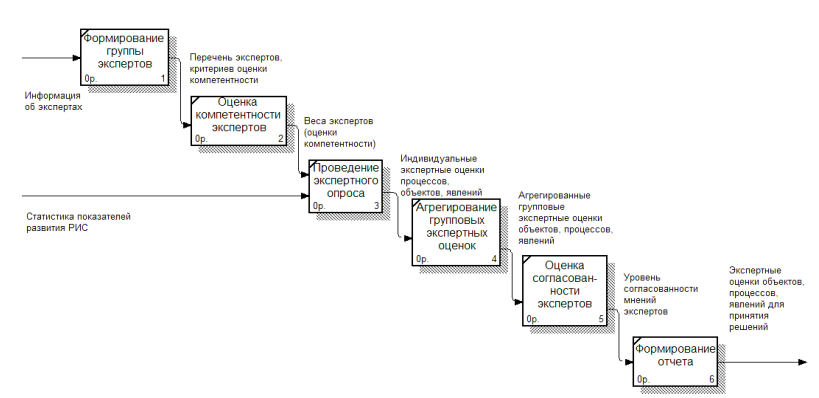 Формирование
группы
экспертов
0р.
1
Информация
об экспертах
Перечень экспертов,
критериев оценки
компетентности
Оценка
компетентности
экспертов
0р.
2
Веса экспертов
(оценки
компетентности)
Проведение
экспертного
опроса
0р.
3
Статистика показателей
развития РИС
Индивидуальные
экспертные оценки
процессов,
объектов, явлений
Агрегирование
групповых
экспертных
оценок
0р.
4
Агрегированные
групповые
экспертные оценки
объектов, процессов,
явлений
Оценка
согласован-
ности
экспертов
0р.
5
Уровень
согласованности
мнений
экспертов
Формирование
отчета
0р.
6
Экспертные
оценки объектов,
процессов,
явлений для
принятия
решений